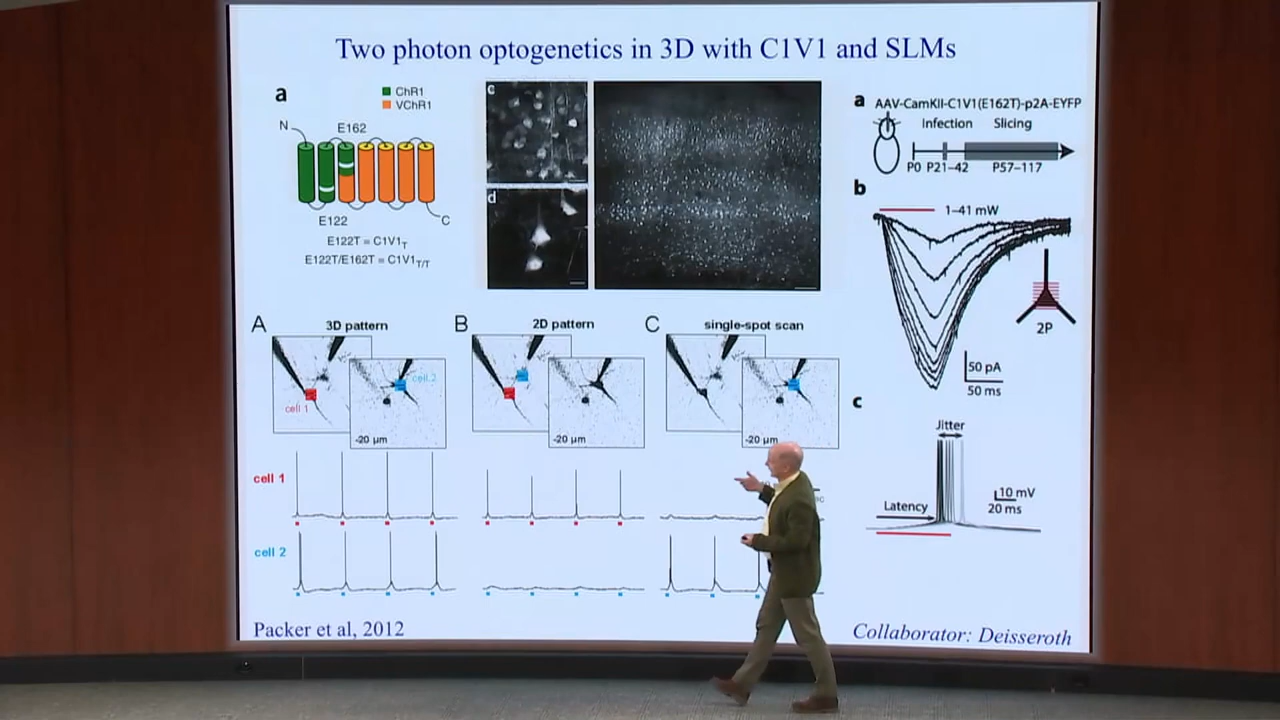 Two photon optogenetics in 3D with C1V1 and SLMs
a
ChR1
VChR1
N
E162
E122
C
E122T = C1V1T
E122T/E162T = C1V1T/T
c
d
a AAV-CamKII-C1V1(E162T)-p2A-EYFP
Infection Slicing
P0 P21–42 P57–117
b
1–41 mW
2P
50 pA
50 ms
c
Jitter
Latency
10 mV
20 ms
A 3D pattern
cell 1
cell 2
-20 µm
B 2D pattern
-20 µm
C single-spot scan
-20 µm
cell 1
cell 2
Packer et al, 2012
Collaborator: Deisseroth